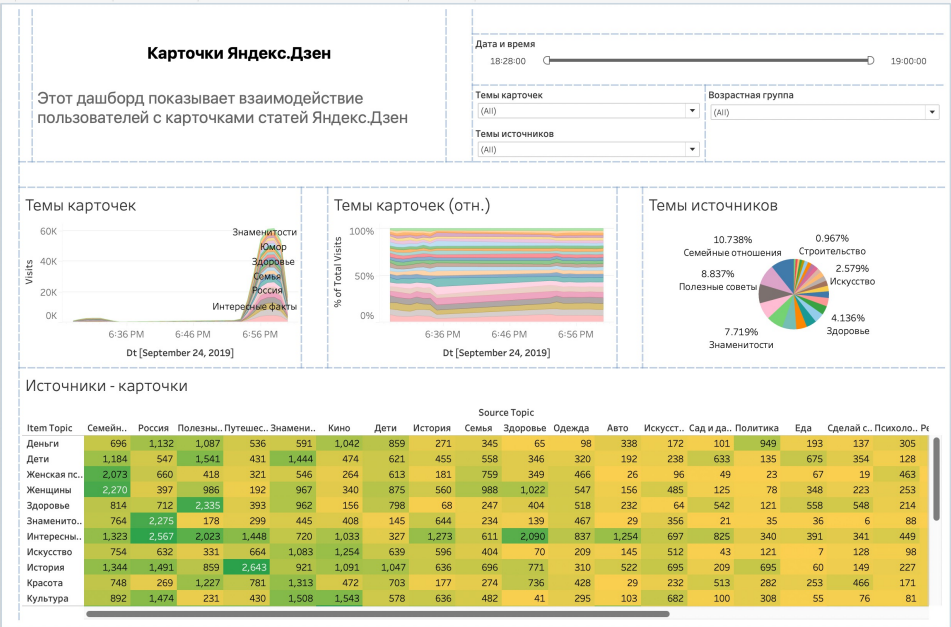 Карточки Яндекс.Дзен
Этот дашборд показывает взаимодействие
пользователей с карточками статей Яндекс.Дзен
Дата и время
18:28:00 19:00:00
Темы карточек
(All)
Возрастная группа
(All)
Темы источников
(All)
Темы карточек
60K
40K
20K
0K
Visits
Знаменитости
Юмор
Здоровье
Семья
Россия
Интересные факты
6:36 PM 6:46 PM 6:56 PM
Dt [September 24, 2019]
Темы карточек (отн.)
100%
50%
0%
% of Total Visits
6:36 PM 6:46 PM 6:56 PM
Dt [September 24, 2019]
Темы источников
10.738%
Семейные отношения
0.967%
Строительство
8.837%
Полезные советы
2.579%
Искусство
4.136%
Здоровье
7.719%
Знаменитости
Источники - карточки
Source Topic
Item Topic Семейн.. Россия Полезны.. Путешес.. Знамени.. Кино Дети История Семья Здоровье Одежда Авто Искусст.. Сад и да.. Политика Еда Сделай с.. Психоло.. Ре
Деньги 696 1,132 1,087 536 591 1,042 859 271 345 65 98 338 172 101 949 193 137 305
Дети 1,184 547 1,541 431 1,444 474 621 455 558 346 320 192 238 633 135 675 354 128
Женская пс.. 2,073 660 418 321 546 264 613 181 759 349 466 26 96 49 23 67 19 463
Женщины 2,270 397 986 192 967 340 875 560 988 1,022 547 156 485 125 78 348 223 253
Здоровье 814 712 2,335 393 962 156 798 68 247 404 518 232 64 542 121 558 548 214
Знаменито.. 764 2,275 178 299 445 408 145 644 234 139 467 29 356 21 35 36 6 88
Интересны.. 1,323 2,567 2,023 1,448 720 1,033 327 1,273 611 2,090 837 1,254 697 825 340 391 341 449
Искусство 754 632 331 664 1,083 1,254 639 596 404 70 209 145 512 43 121 7 128 98
История 1,344 1,491 859 2,643 921 1,091 1,047 636 696 771 310 522 695 209 695 60 149 227
Красота 748 269 1,227 781 1,313 472 703 177 274 736 428 29 232 513 282 253 466 171
Культура 892 1,474 231 430 1,508 1,543 578 636 482 41 295 103 682 100 308 55 76 81